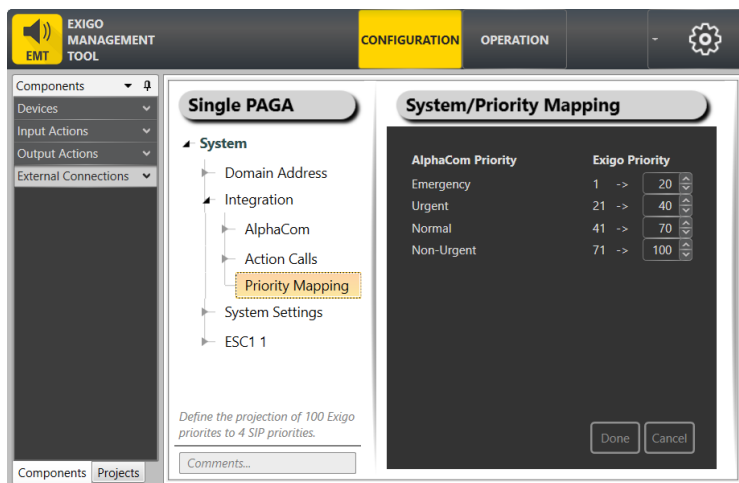 EXIGO
MANAGEMENT
TOOL
EMT
CONFIGURATION
OPERATION
Components
Devices
Input Actions
Output Actions
External Connections
Single PAGA
System
Domain Address
Integration
AlphaCom
Action Calls
Priority Mapping
System Settings
ESC1 1
Define the projection of 100 Exigo
priorites to 4 SIP priorities.
Comments...
System/Priority Mapping
AlphaCom Priority Exigo Priority
Emergency 1 -> 20
Urgent 21 -> 40
Normal 41 -> 70
Non-Urgent 71 -> 100
Done Cancel
Components Projects